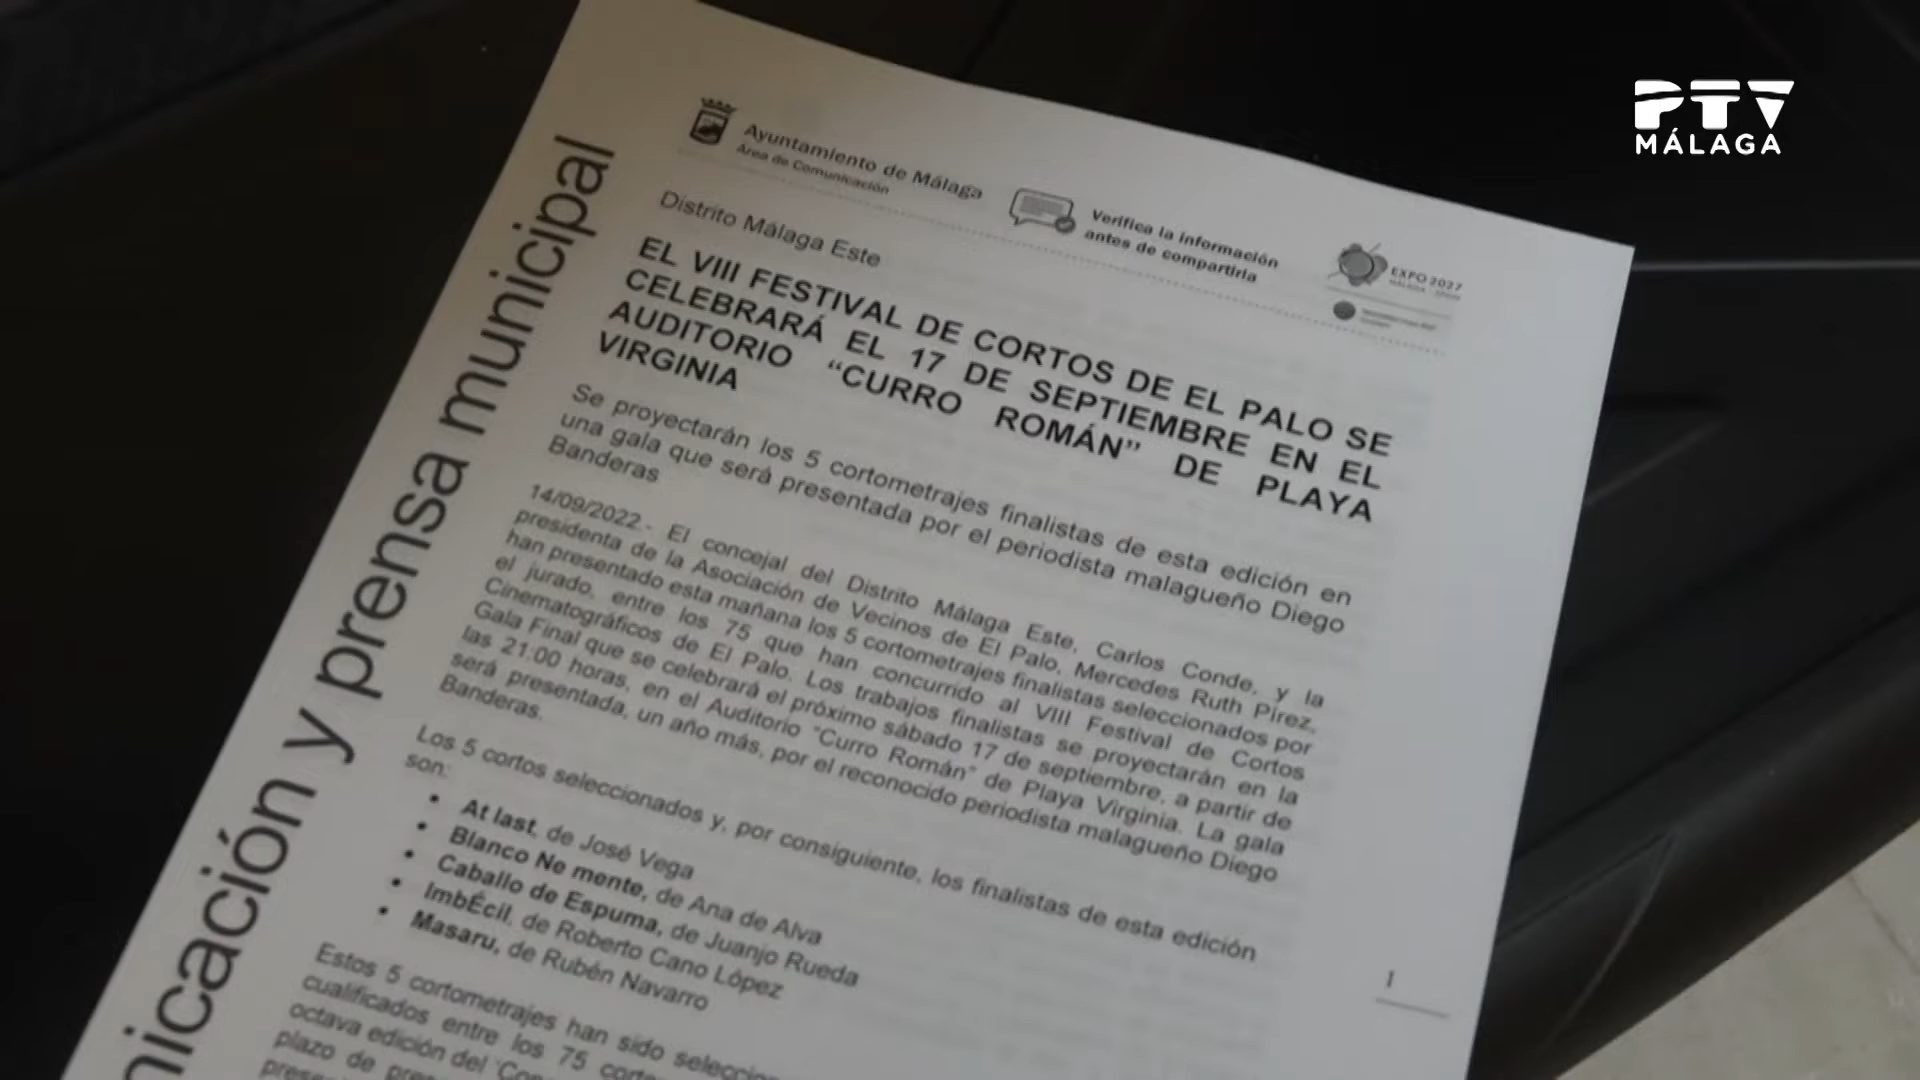 PTV
MÁLAGA
Ayuntamiento de Málaga
Área de Comunicación
Verifica la información
antes de compartirla
EXPO 2027
MÁLAGA
nicación y prensa municipal
Distrito Málaga Este
EL VIII FESTIVAL DE CORTOS DE EL PALO SE
CELEBRARÁ EL 17 DE SEPTIEMBRE EN EL
AUDITORIO “CURRO ROMÁN” DE PLAYA
VIRGINIA
Se proyectarán los 5 cortometrajes finalistas de esta edición en
una gala que será presentada por el periodista malagueño Diego
Banderas
14/09/2022.- El concejal del Distrito Málaga Este, Carlos Conde, y la
presidenta de la Asociación de Vecinos de El Palo, Mercedes Ruth Pírez,
han presentado esta mañana los 5 cortometrajes finalistas seleccionados por
el jurado, entre los 75 que han concurrido al VIII Festival de Cortos
Cinematográficos de El Palo. Los trabajos finalistas se proyectarán en la
Gala Final que se celebrará el próximo sábado 17 de septiembre, a partir de
las 21:00 horas, en el Auditorio “Curro Román” de Playa Virginia. La gala
será presentada, un año más, por el reconocido periodista malagueño Diego
Banderas.
Los 5 cortos seleccionados y, por consiguiente, los finalistas de esta edición
son:
• At last, de José Vega
• Blanco Ne mente, de Ana de Alva
• Caballo de Espuma, de Juanjo Rueda
• ImbÉcil, de Roberto Cano López
• Masaru, de Rubén Navarro
Estos 5 cortometrajes han sido
cualificados entre los 75
octava edición del
plazo de
1